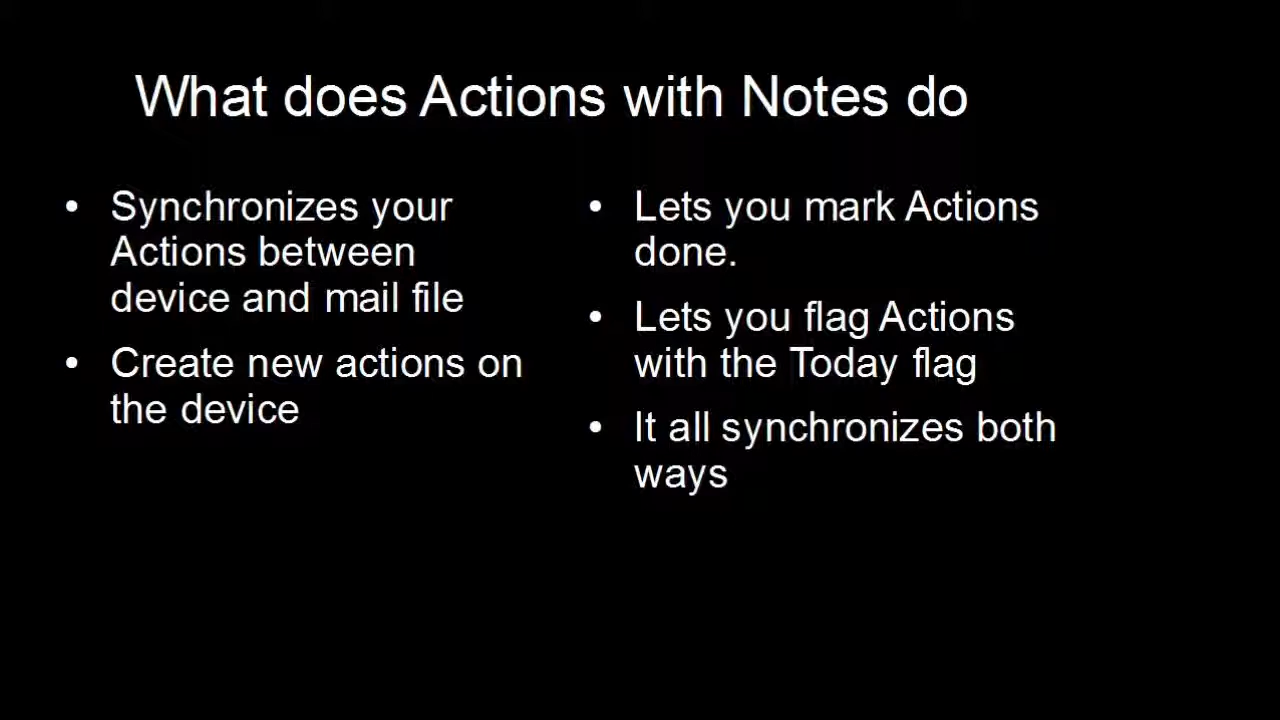 What does Actions with Notes do
• Synchronizes your
Actions between
device and mail file
• Create new actions on
the device
• Lets you mark Actions
done.
• Lets you flag Actions
with the Today flag
• It all synchronizes both
ways